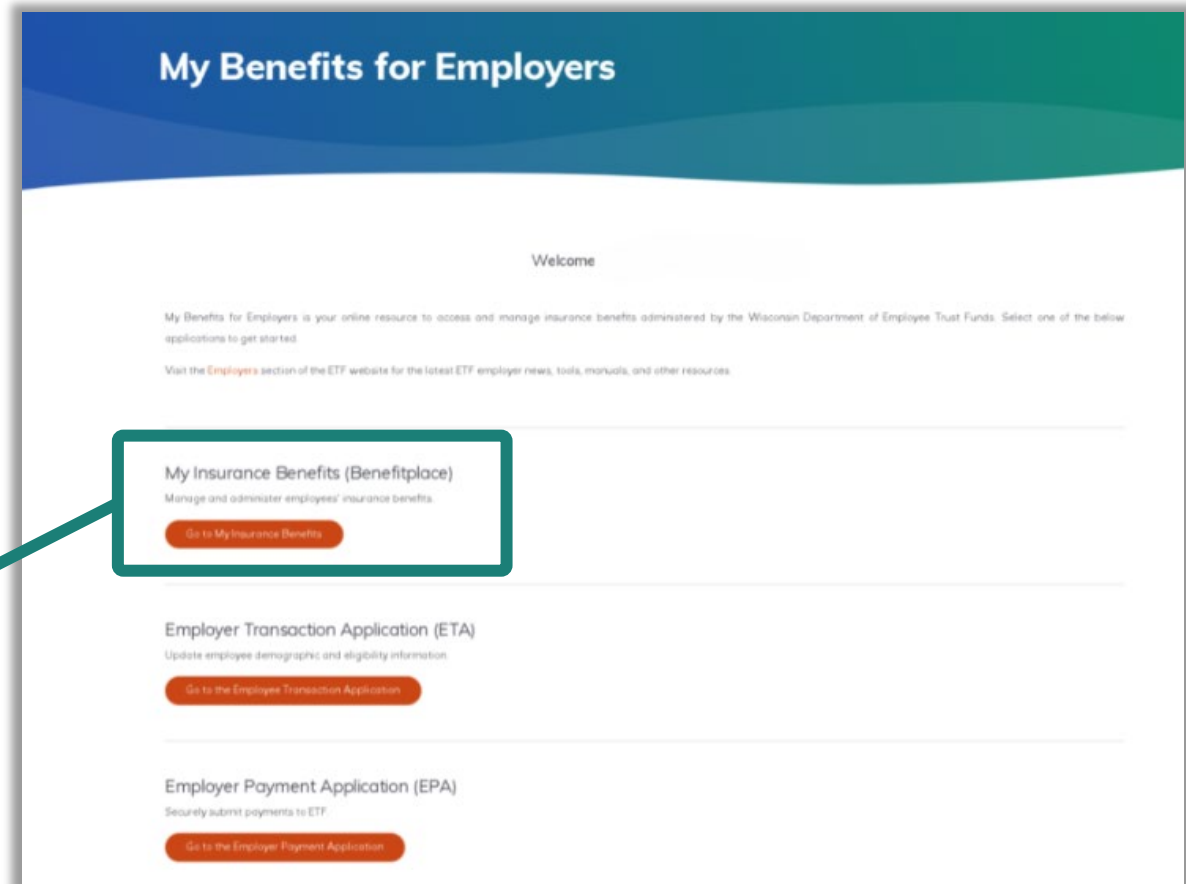 My Benefits for Employers
Welcome
My Benefits for Employers is your online resource to access and manage insurance benefits administered by the Wisconsin Department of Employee Trust Funds. Select one of the below
applications to get started.
Visit the Employers section of the ETF website for the latest ETF employer news, tools, manuals, and other resources.
My Insurance Benefits (Benefitplace)
Manage and administer employees' insurance benefits.
Go to My Insurance Benefits
Employer Transaction Application (ETA)
Update employee demographic and eligibility information.
Go to the Employee Transaction Application
Employer Payment Application (EPA)
Securely submit payments to ETF.
Go to the Employer Payment Application